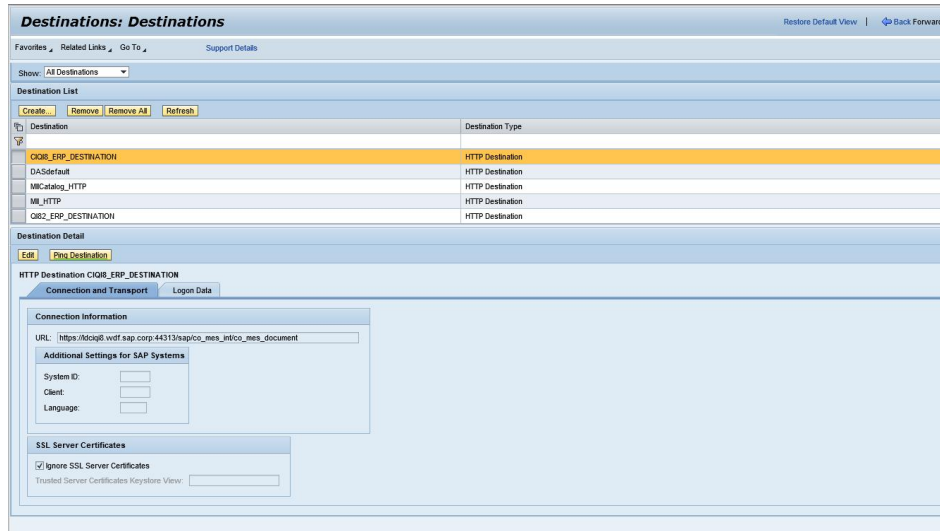 Destinations: Destinations
Restore Default View | Back Forward
Favorites Related Links Go To Support Details
Show: All Destinations
Destination List
Create... Remove Remove All Refresh
Destination Destination Type
CIQI8_ERP_DESTINATION HTTP Destination
DASdefault HTTP Destination
MIICatalog_HTTP HTTP Destination
MII_HTTP HTTP Destination
QI82_ERP_DESTINATION HTTP Destination
Destination Detail
Edit Ping Destination
HTTP Destination CIQI8_ERP_DESTINATION
Connection and Transport Logon Data
Connection Information
URL: https://ldciqi8.wdf.sap.corp:44313/sap/co_mes_int/co_mes_document
Additional Settings for SAP Systems
System ID:
Client:
Language:
SSL Server Certificates
Ignore SSL Server Certificates
Trusted Server Certificates Keystore View: